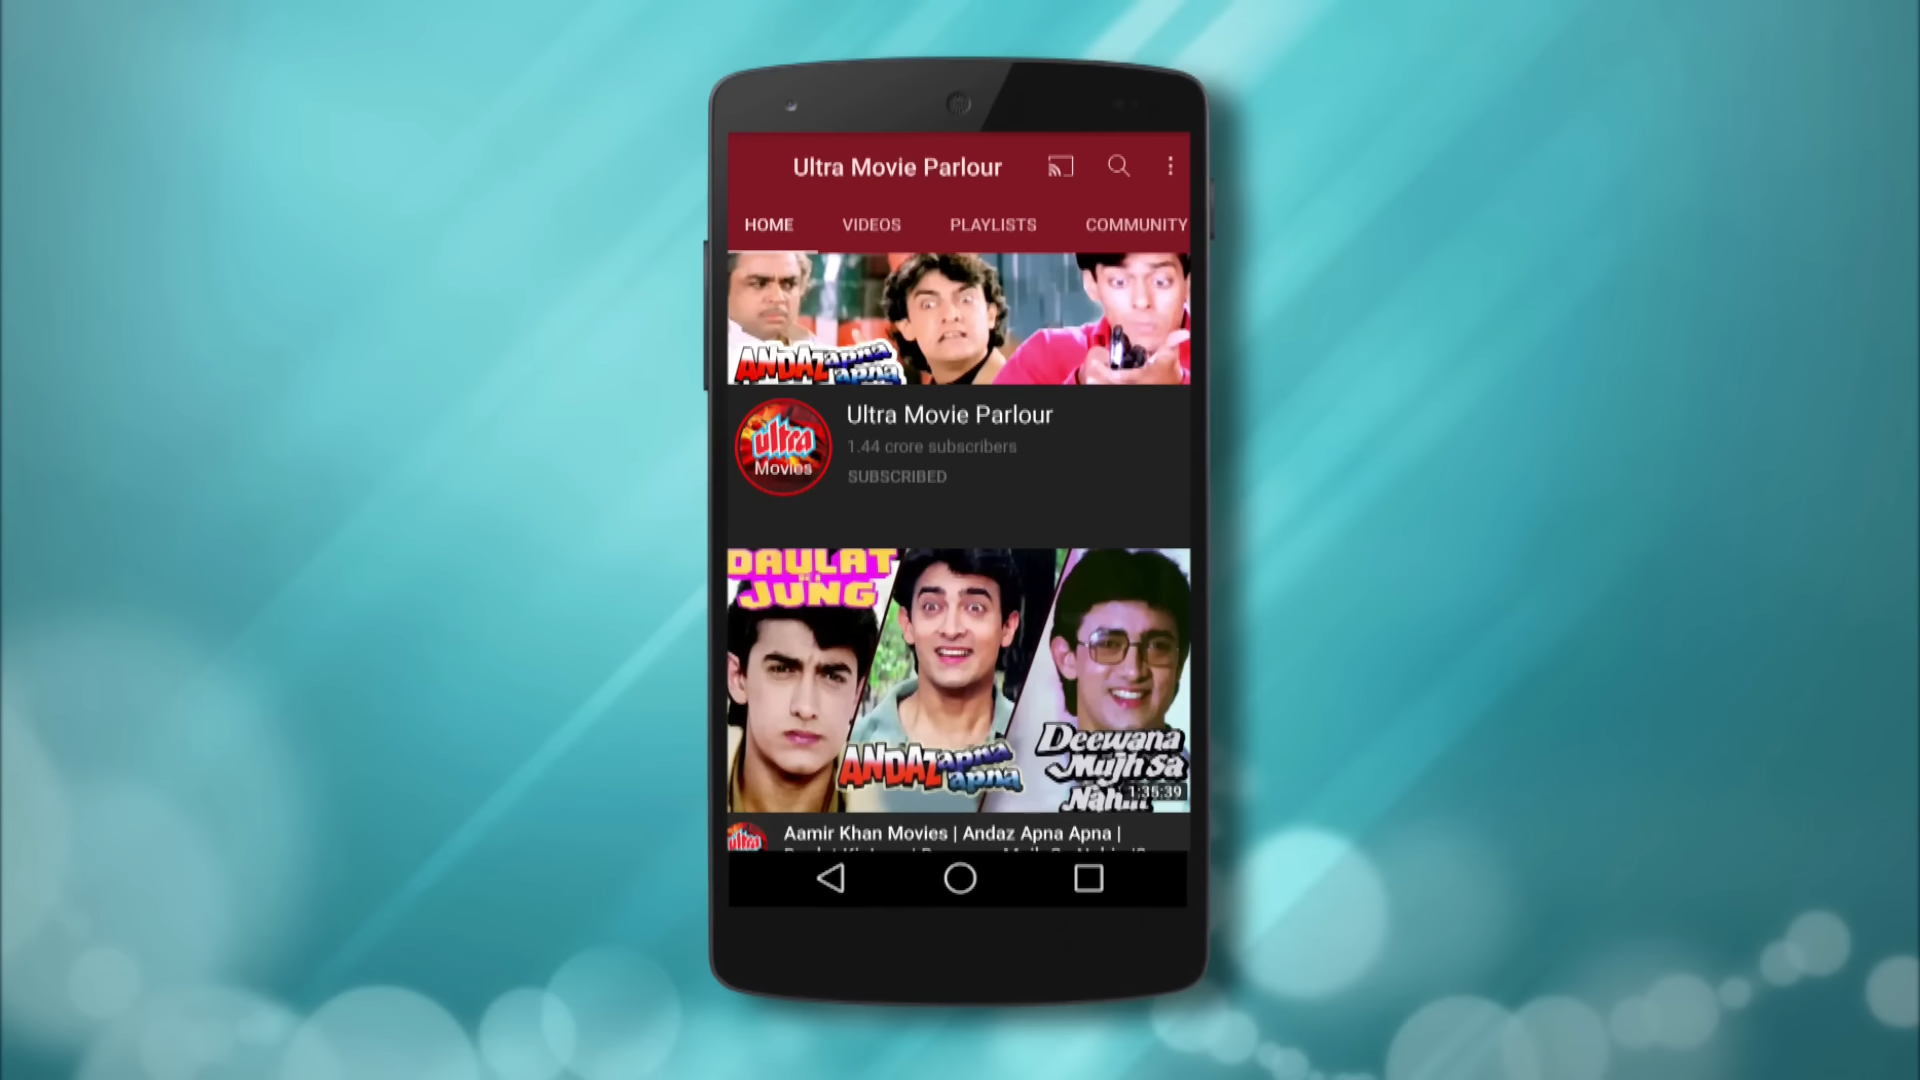 Ultra Movie Parlour
HOME VIDEOS PLAYLISTS COMMUNITY
ANDAZ apna apna
ultra Movies
Ultra Movie Parlour
1.44 crore subscribers
SUBSCRIBED
DAULAT
JUNG
ANDAZ apna apna
Deewana
Mujh sa
1:35:39
ultra
Aamir Khan Movies | Andaz Apna Apna |